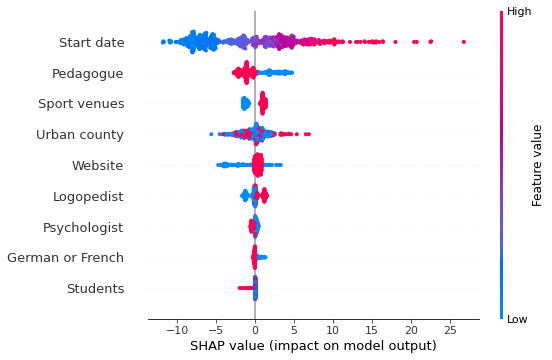 High
Start date
Pedagogue
Sport venues
Urban county
Website
Logopedist
Psychologist
German or French
Students
Feature value
Low
−10 −5 0 5 10 15 20 25
SHAP value (impact on model output)